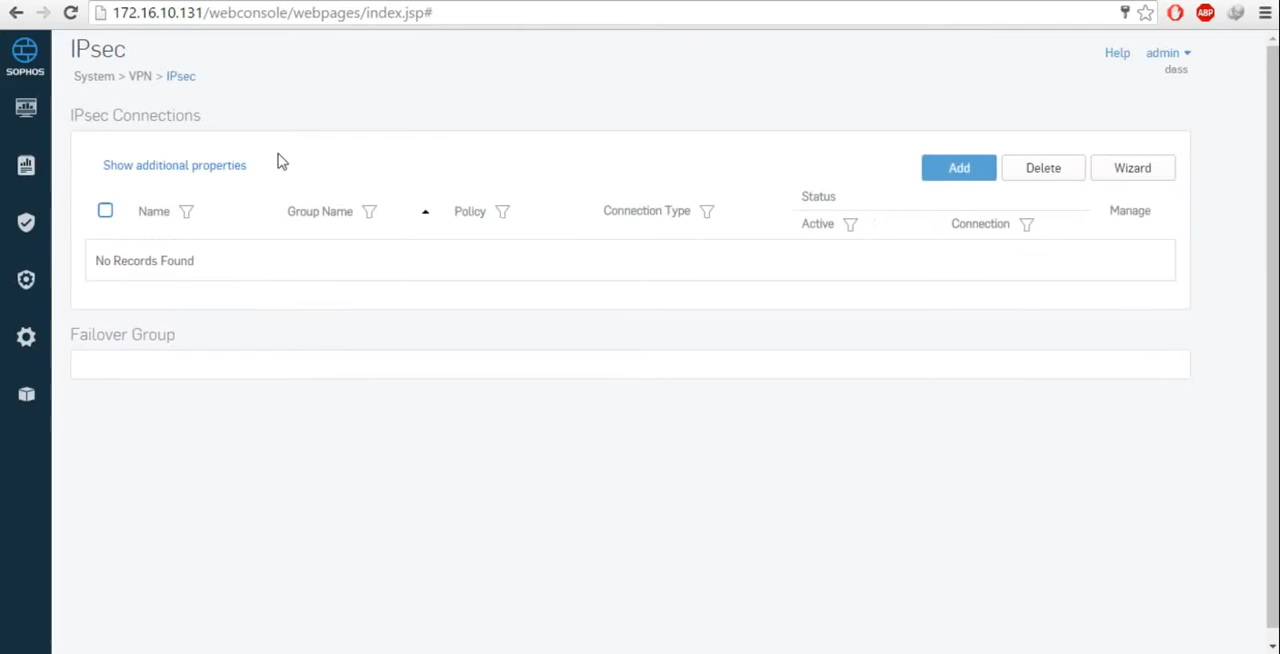 172.16.10.131/webconsole/webpages/index.jsp#
ABP
SOPHOS
IPsec
Help admin
dass
System > VPN > IPsec
IPsec Connections
Show additional properties
Add Delete Wizard
Status
Name Group Name Policy Connection Type Manage
Active Connection
No Records Found
Failover Group